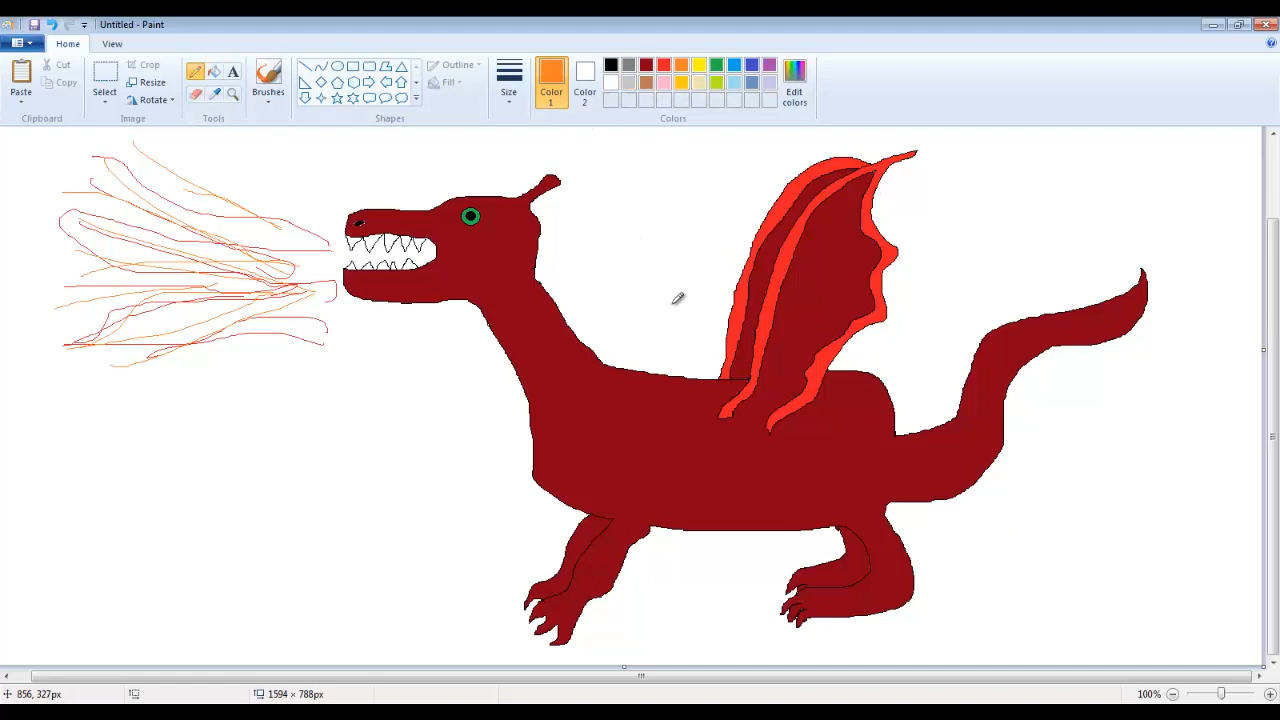 Untitled - Paint
Home View
Paste
Cut
Copy
Clipboard
Select
Crop
Resize
Rotate
Image
A
Tools
Brushes
Outline
Fill
Shapes
Size
Color 1
Color 2
Edit colors
Colors
856, 327px
1594 × 788px
100%